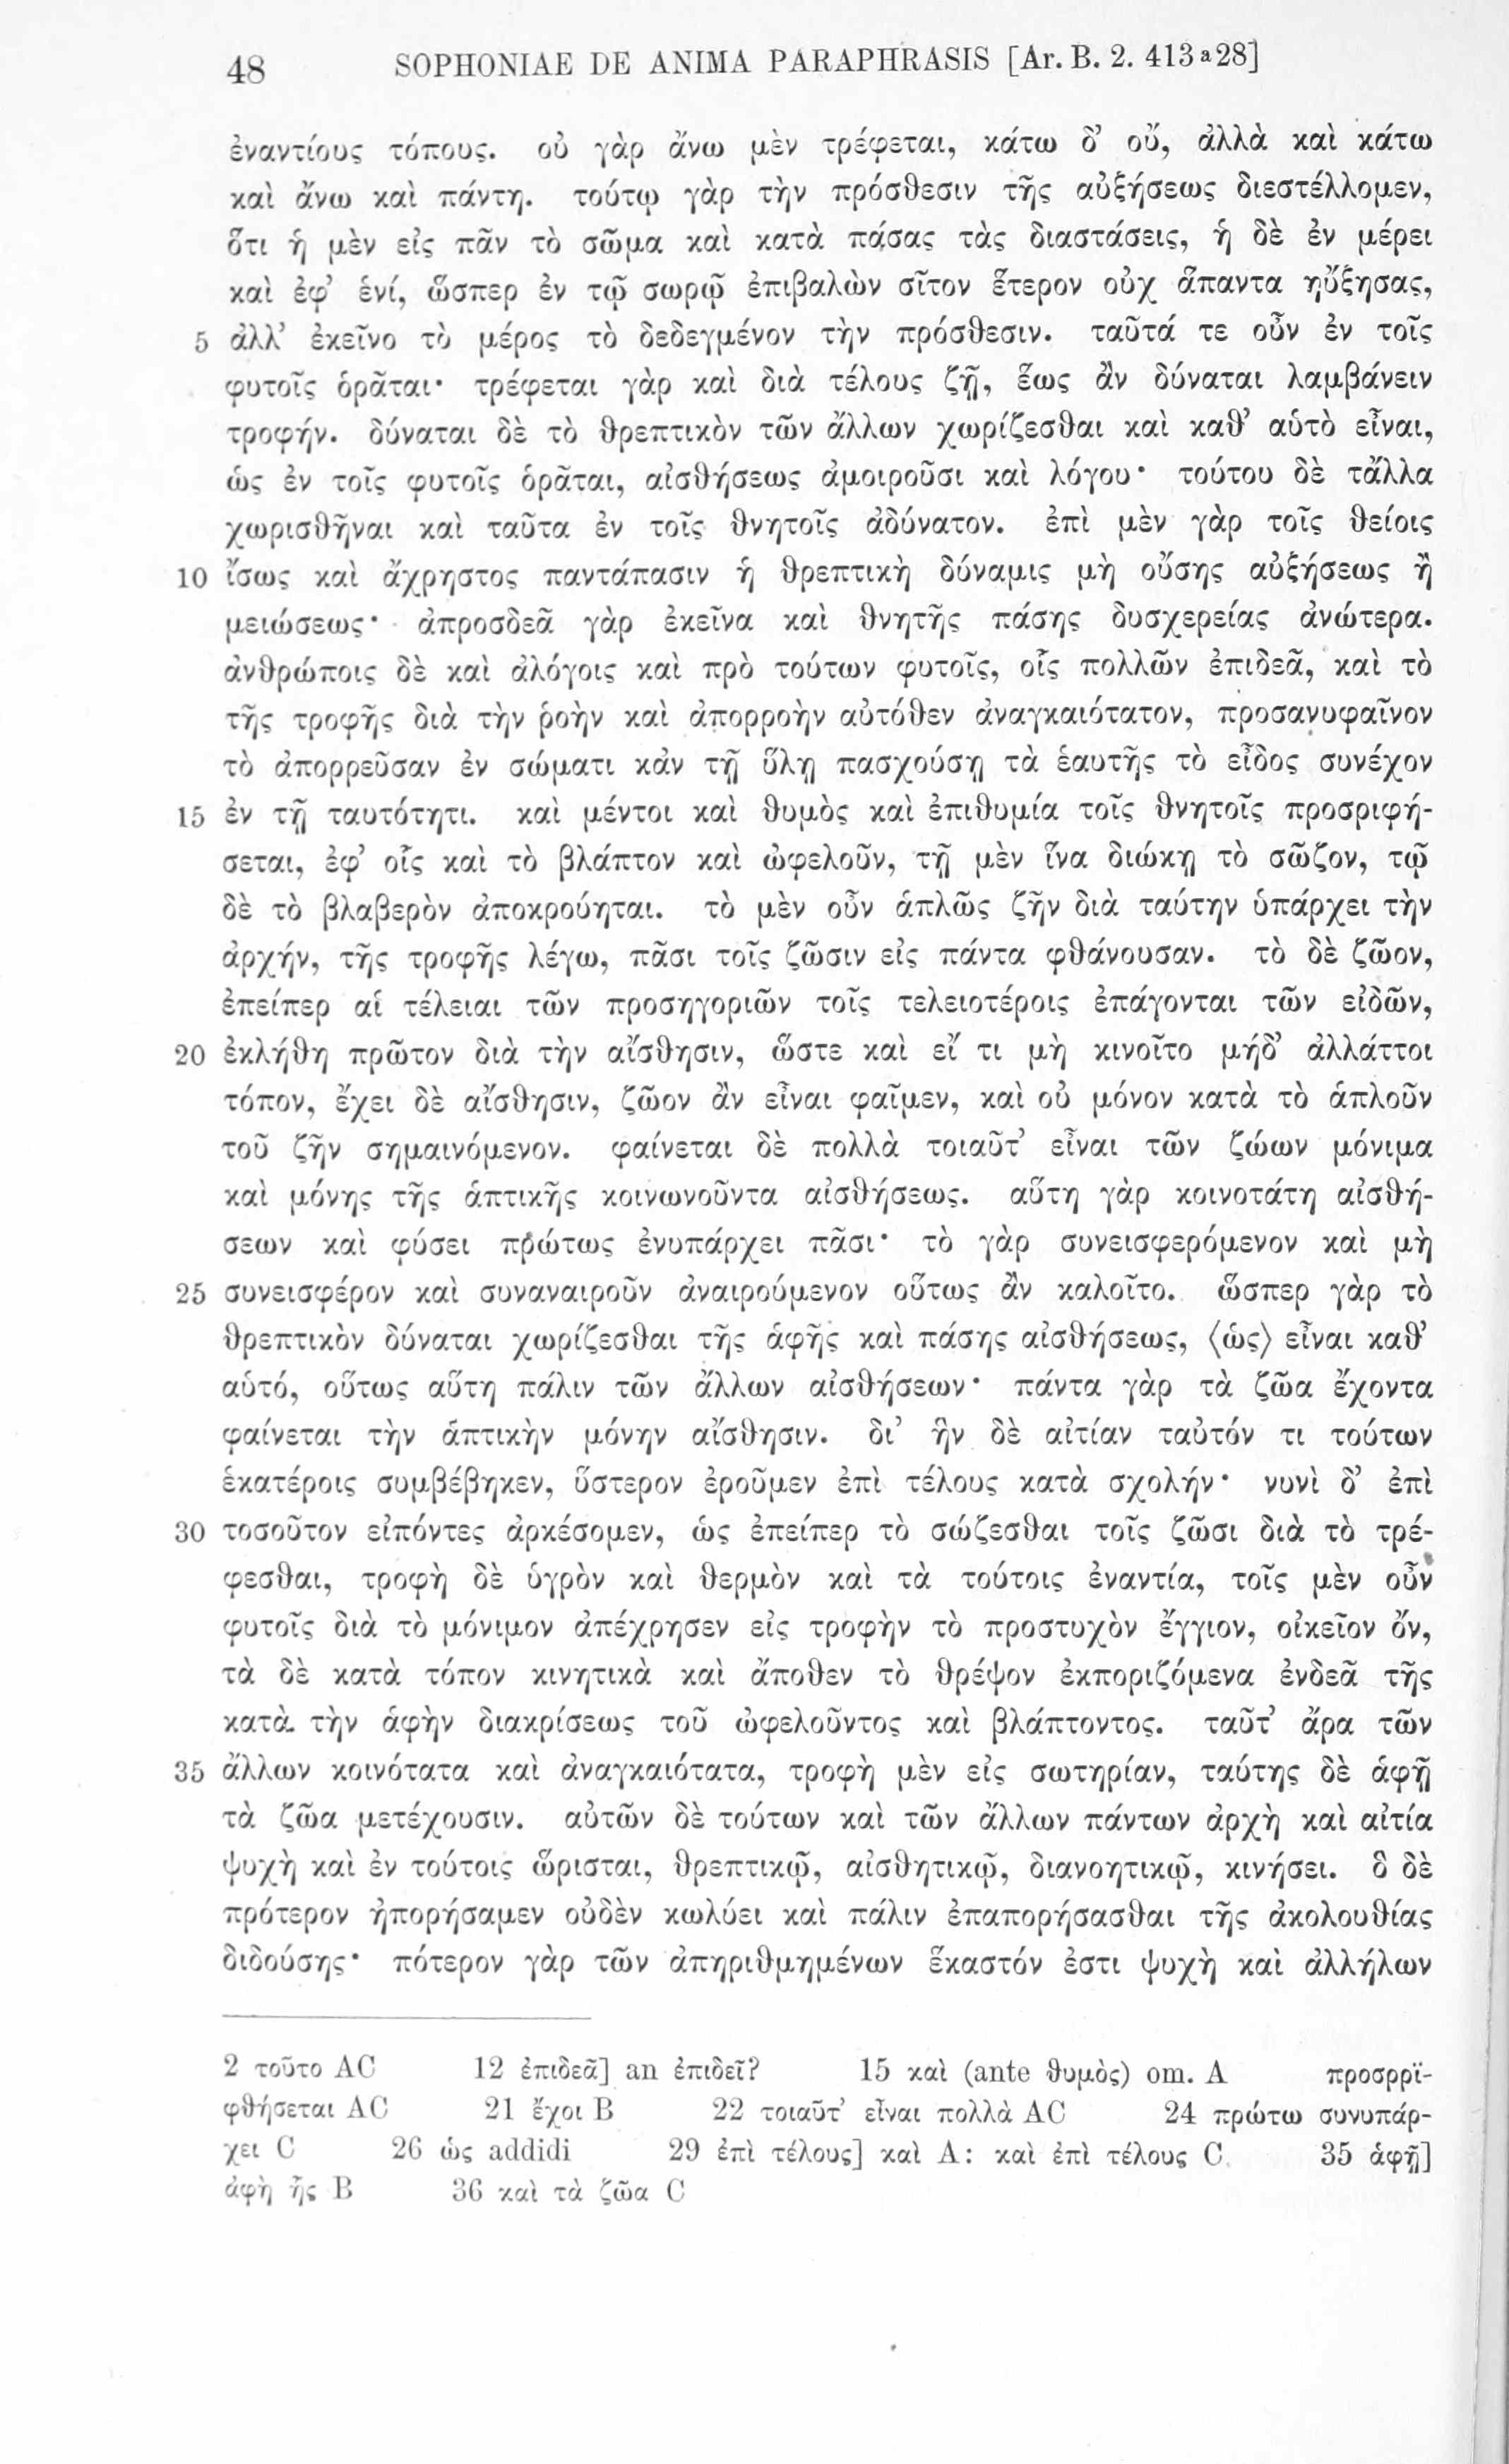 48 SOPHONIAE DE ANIMA PARAPHRASIS [Ar. B. 2. 413ᵃ28]
ἐναντίους τόπους. οὐ γὰρ ἄνω μὲν τρέφεται, κάτω δ’ οὔ, ἀλλὰ καὶ κάτω
καὶ ἄνω καὶ πάντη. τούτῳ γὰρ τὴν πρόσθεσιν τῆς αὐξήσεως διεστέλλομεν,
ὅτι ἡ μὲν εἰς πᾶν τὸ σῶμα καὶ κατὰ πάσας τὰς διαστάσεις, ἡ δὲ ἐν μέρει
καὶ ἐφ’ ἑνί, ὥσπερ ἐν τῷ σωρῷ ἐπιβαλὼν σῖτον ἕτερον οὐχ ἅπαντα ηὔξησας,
5 ἀλλ’ ἐκεῖνο τὸ μέρος τὸ δεδεγμένον τὴν πρόσθεσιν. ταῦτά τε οὖν ἐν τοῖς
φυτοῖς ὁρᾶται· τρέφεται γὰρ καὶ διὰ τέλους ζῇ, ἕως ἂν δύναται λαμβάνειν
τροφήν. δύναται δὲ τὸ θρεπτικὸν τῶν ἄλλων χωρίζεσθαι καὶ καθ’ αὑτὸ εἶναι,
ὡς ἐν τοῖς φυτοῖς ὁρᾶται, αἰσθήσεως ἀμοιροῦσι καὶ λόγου· τούτου δὲ τἄλλα
χωρισθῆναι καὶ ταῦτα ἐν τοῖς θνητοῖς ἀδύνατον. ἐπὶ μὲν γὰρ τοῖς θείοις
10 ἴσως καὶ ἄχρηστος παντάπασιν ἡ θρεπτικὴ δύναμις μὴ οὔσης αὐξήσεως ἢ
μειώσεως· ἀπροσδεᾶ γὰρ ἐκεῖνα καὶ θνητῆς πάσης δυσχερείας ἀνώτερα.
ἀνθρώποις δὲ καὶ ἀλόγοις καὶ πρὸ τούτων φυτοῖς, οἷς πολλῶν ἐπιδεᾶ, καὶ τὸ
τῆς τροφῆς διὰ τὴν ῥοὴν καὶ ἀπορροὴν αὐτόθεν ἀναγκαιότατον, προσανυφαῖνον
τὸ ἀπορρεῦσαν ἐν σώματι κἀν τῇ ὕλῃ πασχούσῃ τὰ ἑαυτῆς τὸ εἶδος συνέχον
15 ἐν τῇ ταυτότητι. καὶ μέντοι καὶ θυμὸς καὶ ἐπιθυμία τοῖς θνητοῖς προσριφή-
σεται, ἐφ’ οἷς καὶ τὸ βλάπτον καὶ ὠφελοῦν, τῇ μὲν ἵνα διώκῃ τὸ σῶζον, τῷ
δὲ τὸ βλαβερὸν ἀποκρούηται. τὸ μὲν οὖν ἁπλῶς ζῆν διὰ ταύτην ὑπάρχει τὴν
ἀρχήν, τῆς τροφῆς λέγω, πᾶσι τοῖς ζῶσιν εἰς πάντα φθάνουσαν. τὸ δὲ ζῶον,
ἐπείπερ αἱ τέλειαι τῶν προσηγοριῶν τοῖς τελειοτέροις ἐπάγονται τῶν εἰδῶν,
20 ἐκλήθη πρῶτον διὰ τὴν αἴσθησιν, ὥστε καὶ εἴ τι μὴ κινοῖτο μήδ’ ἀλλάττοι
τόπον, ἔχει δὲ αἴσθησιν, ζῶον ἂν εἶναι φαῖμεν, καὶ οὐ μόνον κατὰ τὸ ἁπλοῦν
τοῦ ζῆν σημαινόμενον. φαίνεται δὲ πολλὰ τοιαῦτ’ εἶναι τῶν ζώων μόνιμα
καὶ μόνης τῆς ἁπτικῆς κοινωνοῦντα αἰσθήσεως. αὕτη γὰρ κοινοτάτη αἰσθή-
σεων καὶ φύσει πρώτως ἐνυπάρχει πᾶσι· τὸ γὰρ συνεισφερόμενον καὶ μὴ
25 συνεισφέρον καὶ συναναιροῦν ἀναιρούμενον οὕτως ἂν καλοῖτο. ὥσπερ γὰρ τὸ
θρεπτικὸν δύναται χωρίζεσθαι τῆς ἁφῆς καὶ πάσης αἰσθήσεως, ⟨ὡς⟩ εἶναι καθ’
αὑτό, οὕτως αὕτη πάλιν τῶν ἄλλων αἰσθήσεων· πάντα γὰρ τὰ ζῶα ἔχοντα
φαίνεται τὴν ἁπτικὴν μόνην αἴσθησιν. δι’ ἣν δὲ αἰτίαν ταὐτόν τι τούτων
ἑκατέροις συμβέβηκεν, ὕστερον ἐροῦμεν ἐπὶ τέλους κατὰ σχολήν· νυνὶ δ’ ἐπὶ
30 τοσοῦτον εἰπόντες ἀρκέσομεν, ὡς ἐπείπερ τὸ σώζεσθαι τοῖς ζῶσι διὰ τὸ τρέ-
φεσθαι, τροφὴ δὲ ὑγρὸν καὶ θερμὸν καὶ τὰ τούτοις ἐναντία, τοῖς μὲν οὖν
φυτοῖς διὰ τὸ μόνιμον ἀπέχρησεν εἰς τροφὴν τὸ προστυχὸν ἔγγιον, οἰκεῖον ὄν,
τὰ δὲ κατὰ τόπον κινητικὰ καὶ ἄποθεν τὸ θρέψον ἐκποριζόμενα ἐνδεᾶ τῆς
κατὰ τὴν ἁφὴν διακρίσεως τοῦ ὠφελοῦντος καὶ βλάπτοντος. ταῦτ’ ἄρα τῶν
35 ἄλλων κοινότατα καὶ ἀναγκαιότατα, τροφὴ μὲν εἰς σωτηρίαν, ταύτης δὲ ἁφῇ
τὰ ζῶα μετέχουσιν. αὐτῶν δὲ τούτων καὶ τῶν ἄλλων πάντων ἀρχὴ καὶ αἰτία
ψυχὴ καὶ ἐν τούτοις ὥρισται, θρεπτικῷ, αἰσθητικῷ, διανοητικῷ, κινήσει. ὃ δὲ
πρότερον ἠπορήσαμεν οὐδὲν κωλύει καὶ πάλιν ἐπαπορήσασθαι τῆς ἀκολουθίας
διδούσης· πότερον γὰρ τῶν ἀπηριθμημένων ἕκαστόν ἐστι ψυχὴ καὶ ἀλλήλων
2 τοῦτο AC 12 ἐπιδεᾶ] an ἐπιδεῖ? 15 καὶ (ante θυμὸς) om. A προσρρϊ-
φθήσεται AC 21 ἔχοι B 22 τοιαῦτ’ εἶναι πολλὰ AC 24 πρώτω συνυπάρ-
χει C 26 ὡς addidi 29 ἐπὶ τέλους] καὶ A: καὶ ἐπὶ τέλους C 35 ἁφῇ]
ἁφὴ ἧς B 36 καὶ τὰ ζῶα C